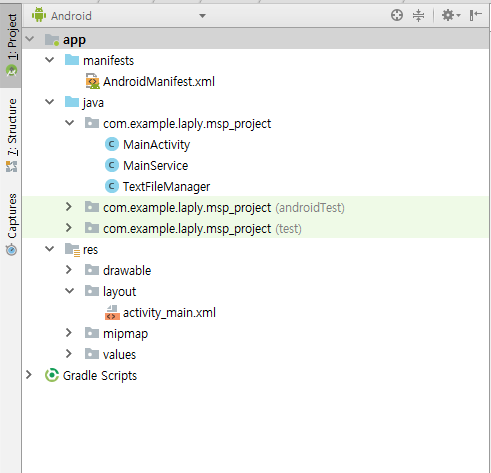 Android
1: Project
7: Structure
Captures
app
manifests
AndroidManifest.xml
java
com.example.laply.msp_project
MainActivity
MainService
TextFileManager
com.example.laply.msp_project (androidTest)
com.example.laply.msp_project (test)
res
drawable
layout
activity_main.xml
mipmap
values
Gradle Scripts